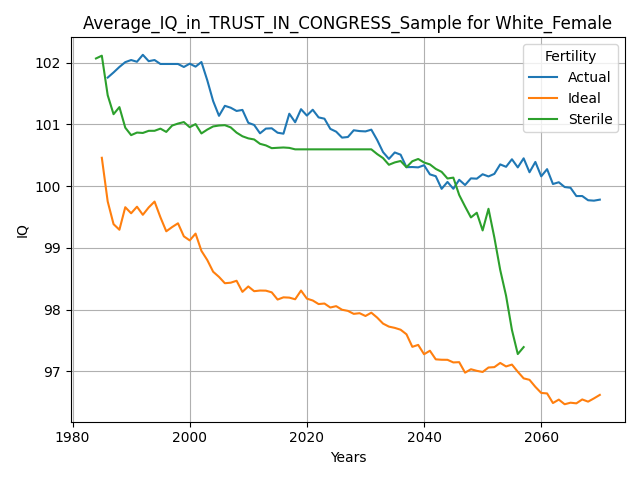 Average_IQ_in_TRUST_IN_CONGRESS_Sample for White_Female
Fertility
Actual
Ideal
Sterile
IQ
102
101
100
99
98
97
1980
2000
2020
2040
2060
Years